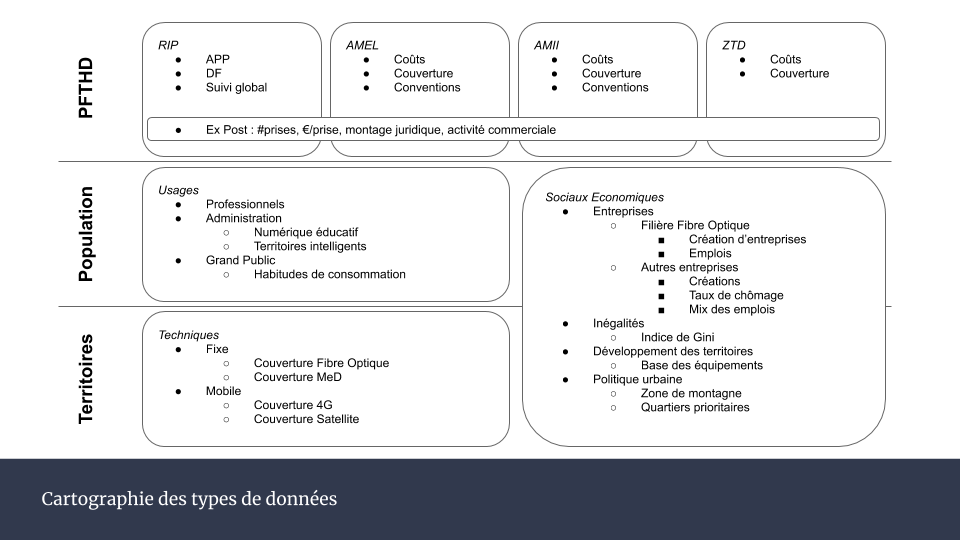 PFTHD
RIP
● APP
● DF
● Suivi global
AMEL
● Coûts
● Couverture
● Conventions
AMII
● Coûts
● Couverture
● Conventions
ZTD
● Coûts
● Couverture
● Ex Post : #prises, €/prise, montage juridique, activité commerciale
Population
Usages
● Professionnels
● Administration
○ Numérique éducatif
○ Territoires intelligents
● Grand Public
○ Habitudes de consommation
Sociaux Economiques
● Entreprises
○ Filière Fibre Optique
■ Création d'entreprises
■ Emplois
○ Autres entreprises
■ Créations
■ Taux de chômage
■ Mix des emplois
● Inégalités
○ Indice de Gini
● Développement des territoires
○ Base des équipements
● Politique urbaine
○ Zone de montagne
○ Quartiers prioritaires
Territoires
Techniques
● Fixe
○ Couverture Fibre Optique
○ Couverture MeD
● Mobile
○ Couverture 4G
○ Couverture Satellite
Cartographie des types de données